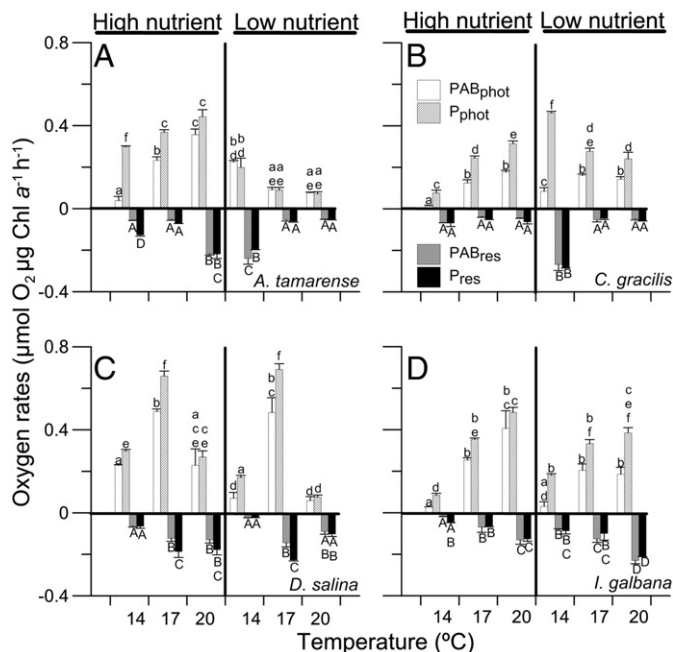 High nutrient Low nutrient High nutrient Low nutrient
A
B
0.8
0.4
0
-0.4
PABphot
Pphot
PABres
Pres
A. tamarense
C. gracilis
a f b c c c
b d b d a e a e a e a e
A D A A B B C
C B A A A A
a d b d b e
c f b d e b d
A A A A A A
B B A A A A
C
D
0.8
0.4
0
-0.4
D. salina
I. galbana
a e b f a c e c e
d a b c f d d
A A B C B B C
A A B C A B A B
a d b b e b c c
a d b b b f b c e f
A A B B B C C
A B B C C B C D D
14 17 20 14 17 20 14 17 20 14 17 20
Temperature (ºC)
Oxygen rates (µmol O2 µg Chl a-1 h-1)